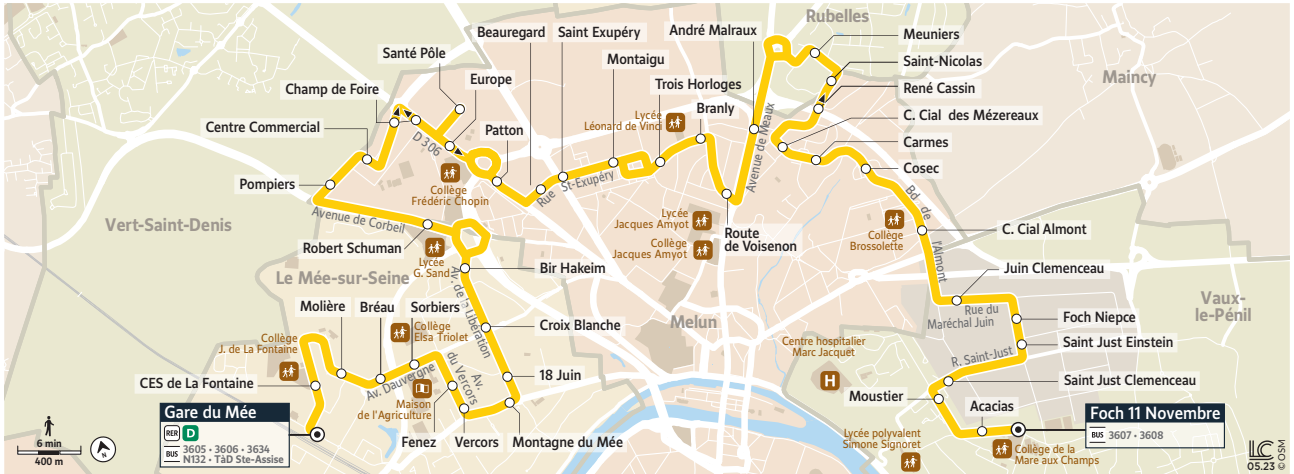 Rubelles
Beauregard
Saint Exupéry
André Malraux
Meuniers
Santé Pôle
Montaigu
Saint-Nicolas
Europe
Trois Horloges
Maincy
Champ de Foire
René Cassin
Branly
Lycée
Léonard de Vinci
Centre Commercial
Patton
D 306
C. Cial des Mézereaux
Avenue de Meaux
Carmes
Cosec
Pompiers
Collège
Frédéric Chopin
Rue St-Exupéry
Bd de l'Almont
Vert-Saint-Denis
Avenue de Corbeil
Lycée
Jacques Amyot
Collège
Jacques Amyot
Route
de Voisenon
Collège
Brossolette
C. Cial Almont
Robert Schuman
Lycée
G. Sand
Bir Hakeim
Juin Clemenceau
Le Mée-sur-Seine
Av. de la Libération
Molière
Bréau
Sorbiers
Rue du
Maréchal Juin
Vaux-
le-Pénil
Foch Niepce
Melun
Croix Blanche
Collège
Elsa Triolet
Collège
J. de La Fontaine
Centre hospitalier
Marc Jacquet
Saint Just Einstein
R. Saint-Just
Av. Dauvergne
Av. du Vercors
18 Juin
H
CES de La Fontaine
Maison
de l'Agriculture
Saint Just Clemenceau
Moustier
Acacias
Gare du Mée
RER D
BUS 3605 • 3606 • 3634
N132 • TàD Ste-Assise
Foch 11 Novembre
BUS 3607 • 3608
Fenez
Vercors
Montagne du Mée
Lycée polyvalent
Simone Signoret
Collège de la
Mare aux Champs
6 min
400 m
N
LC
05.23 © OSM